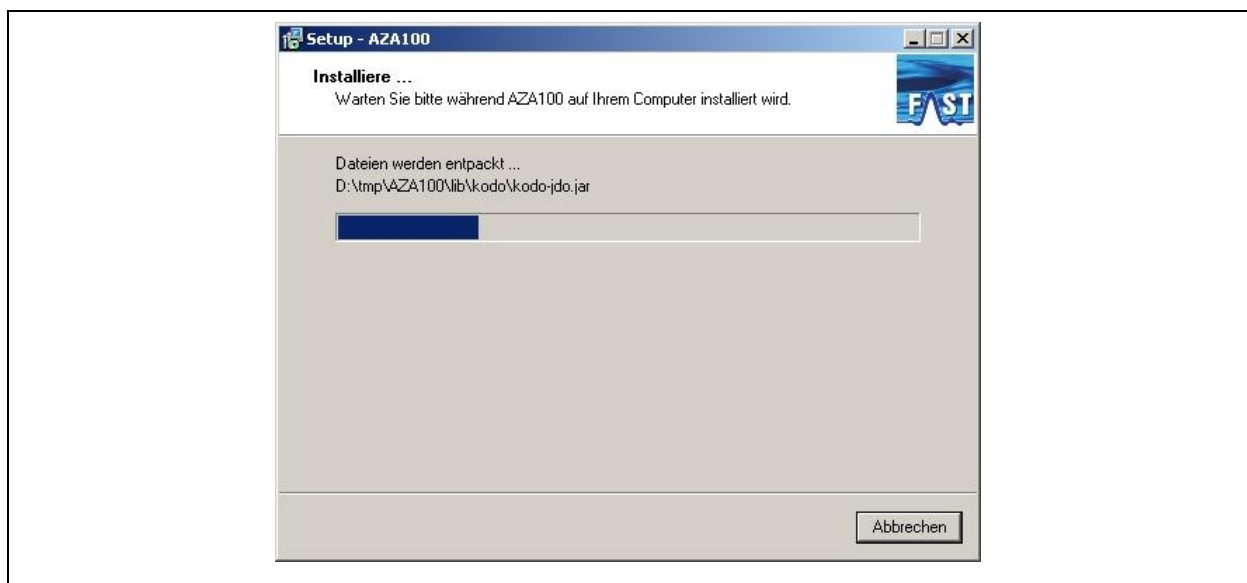 Setup - AZA100
Installiere ...
Warten Sie bitte während AZA100 auf Ihrem Computer installiert wird.
FAST
Dateien werden entpackt ...
D:\tmp\AZA100\lib\kodo\kodo-jdo.jar
Abbrechen